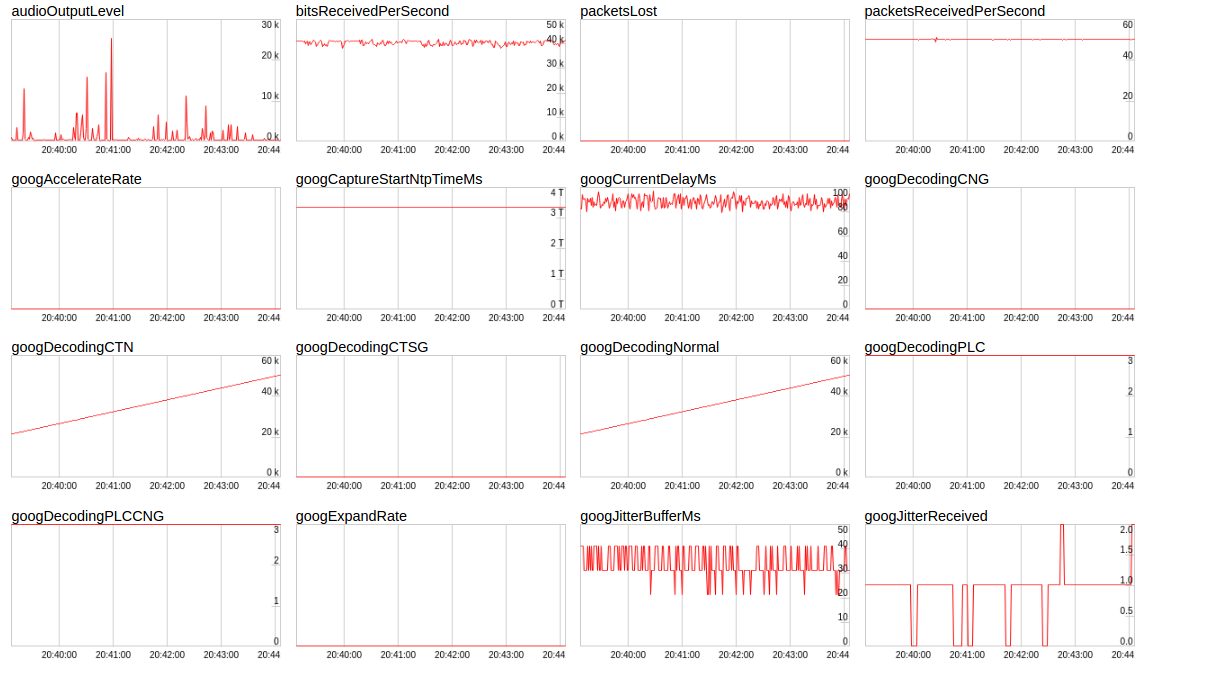 audioOutputLevel
30 k
20 k
10 k
0 k
20:40:00 20:41:00 20:42:00 20:43:00 20:44
bitsReceivedPerSecond
50 k
40 k
30 k
20 k
10 k
0 k
20:40:00 20:41:00 20:42:00 20:43:00 20:44
packetsLost
20:40:00 20:41:00 20:42:00 20:43:00 20:44
packetsReceivedPerSecond
60
40
20
0
20:40:00 20:41:00 20:42:00 20:43:00 20:44
googAccelerateRate
20:40:00 20:41:00 20:42:00 20:43:00 20:44
googCaptureStartNtpTimeMs
4 T
3 T
2 T
1 T
0 T
20:40:00 20:41:00 20:42:00 20:43:00 20:44
googCurrentDelayMs
100
80
60
40
20
0
20:40:00 20:41:00 20:42:00 20:43:00 20:44
googDecodingCNG
20:40:00 20:41:00 20:42:00 20:43:00 20:44
googDecodingCTN
60 k
40 k
20 k
0 k
20:40:00 20:41:00 20:42:00 20:43:00 20:44
googDecodingCTSG
20:40:00 20:41:00 20:42:00 20:43:00 20:44
googDecodingNormal
60 k
40 k
20 k
0 k
20:40:00 20:41:00 20:42:00 20:43:00 20:44
googDecodingPLC
3
2
1
0
20:40:00 20:41:00 20:42:00 20:43:00 20:44
googDecodingPLCCNG
3
2
1
0
20:40:00 20:41:00 20:42:00 20:43:00 20:44
googExpandRate
20:40:00 20:41:00 20:42:00 20:43:00 20:44
googJitterBufferMs
50
40
30
20
10
0
20:40:00 20:41:00 20:42:00 20:43:00 20:44
googJitterReceived
2.0
1.5
1.0
0.5
0.0
20:40:00 20:41:00 20:42:00 20:43:00 20:44